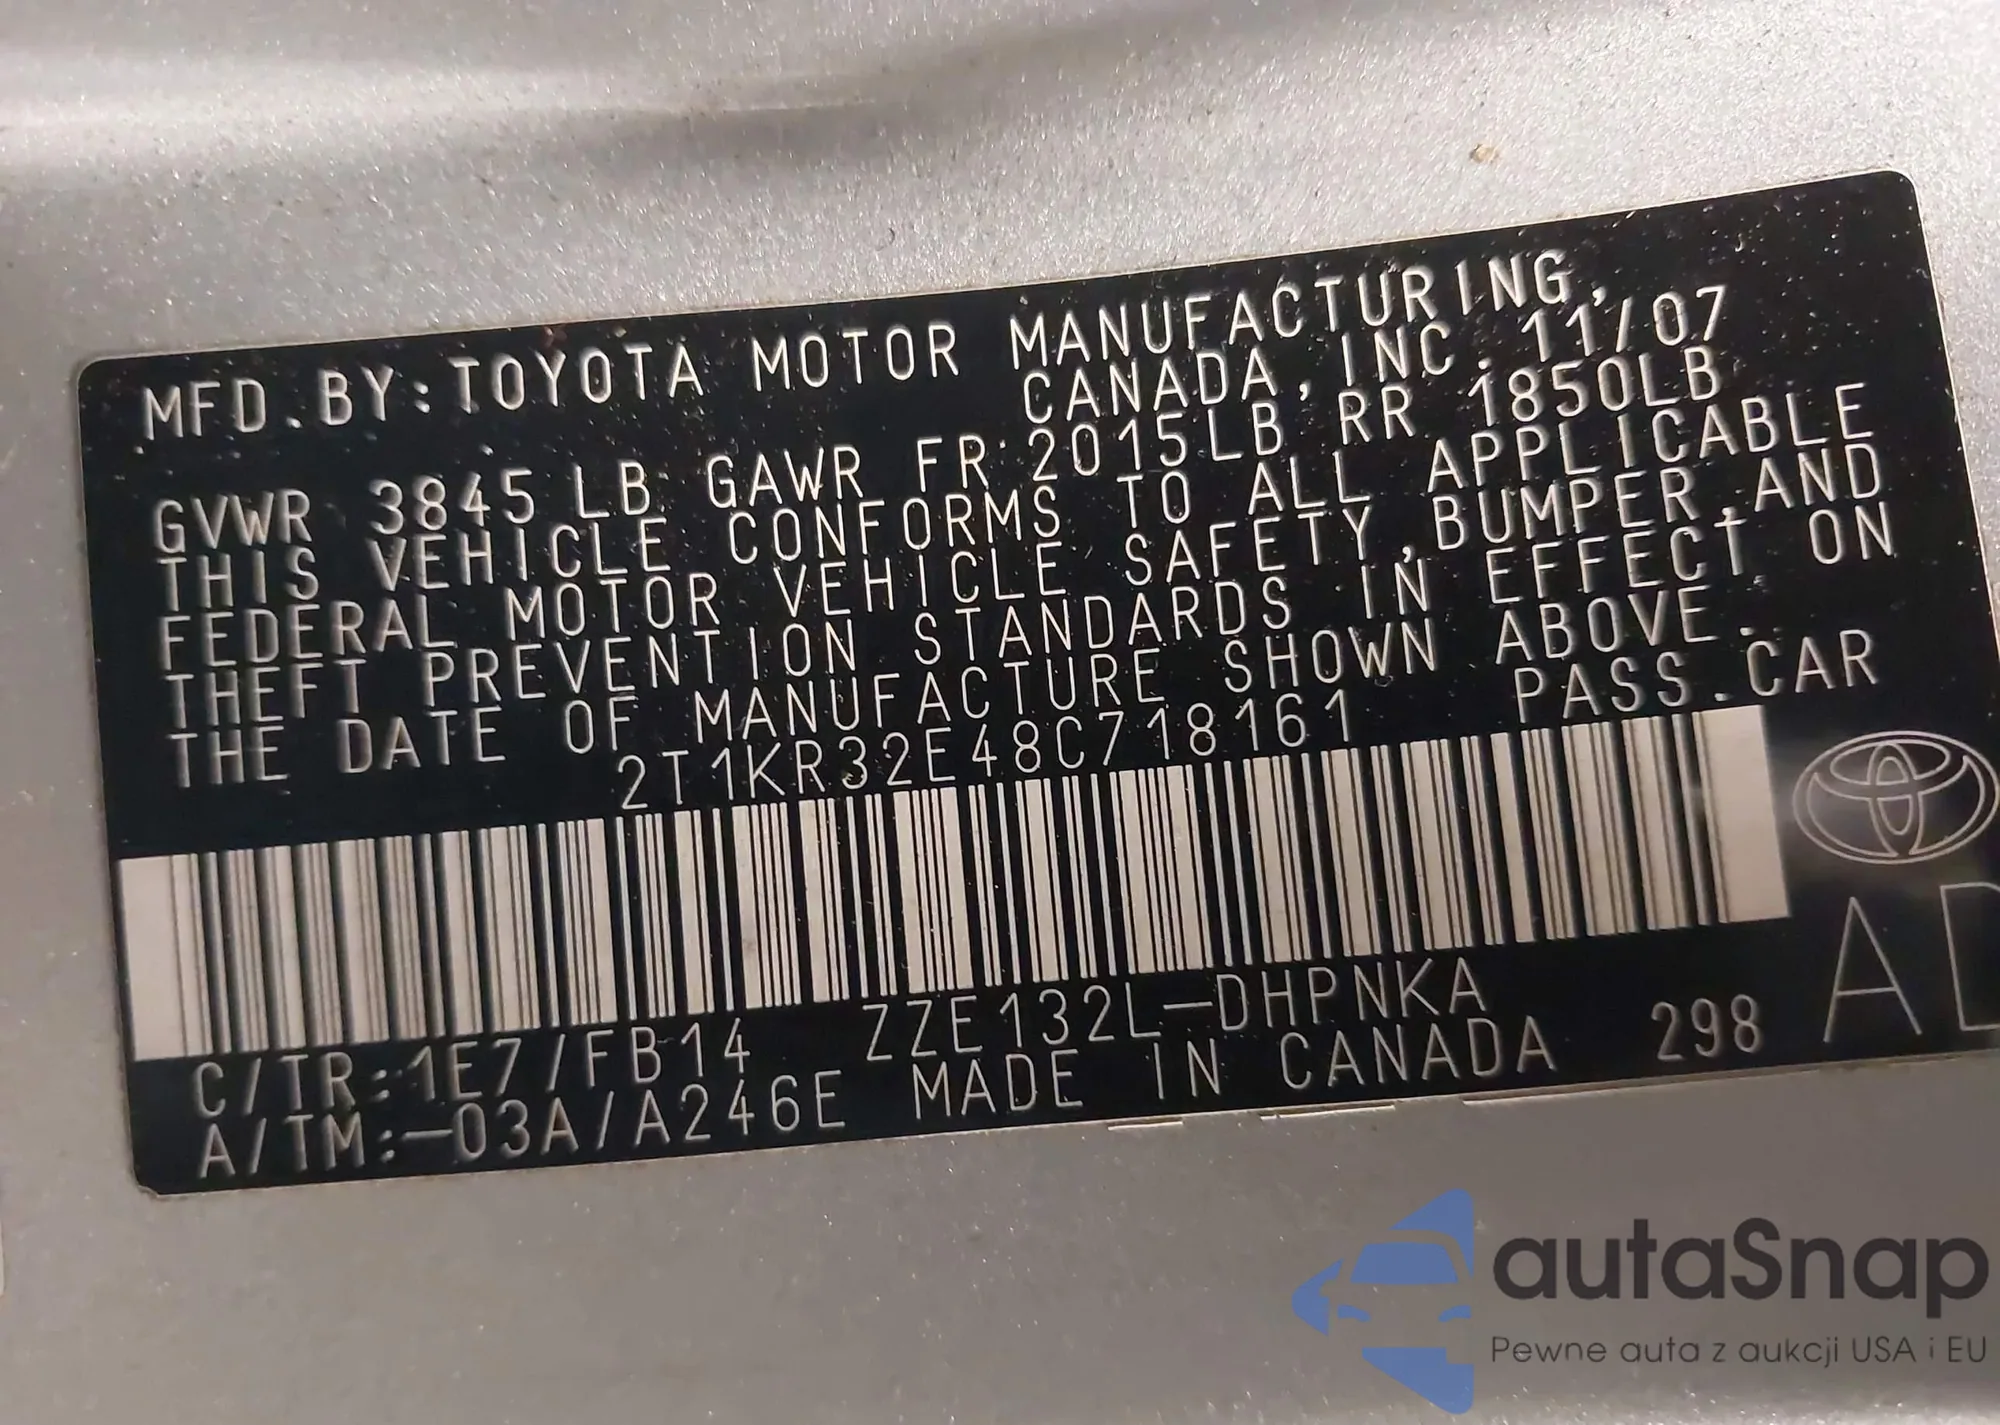 MFD.BY:TOYOTA MOTOR MANUFACTURING,
CANADA,INC. 11/07
GVWR 3845LB GAWR FR 2015LB RR 1850LB
THIS VEHICLE CONFORMS TO ALL APPLICABLE
FEDERAL MOTOR VEHICLE SAFETY,BUMPER,AND
THEFT PREVENTION STANDARDS IN EFFECT ON
THE DATE OF MANUFACTURE SHOWN ABOVE.
2T1KR32E48C718161 PASS.CAR
C/TR:1E7/FB14 ZZE132L-DHPNKA
A/TM:-03A/A246E MADE IN CANADA 298
AD
autaSnap
Pewne auta z aukcji USA i EU